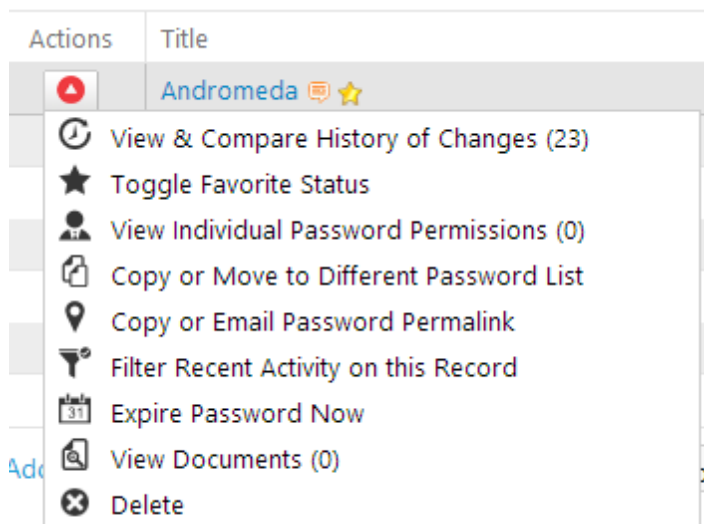 Actions Title
Andromeda
View & Compare History of Changes (23)
Toggle Favorite Status
View Individual Password Permissions (0)
Copy or Move to Different Password List
Copy or Email Password Permalink
Filter Recent Activity on this Record
31
Expire Password Now
View Documents (0)
Delete